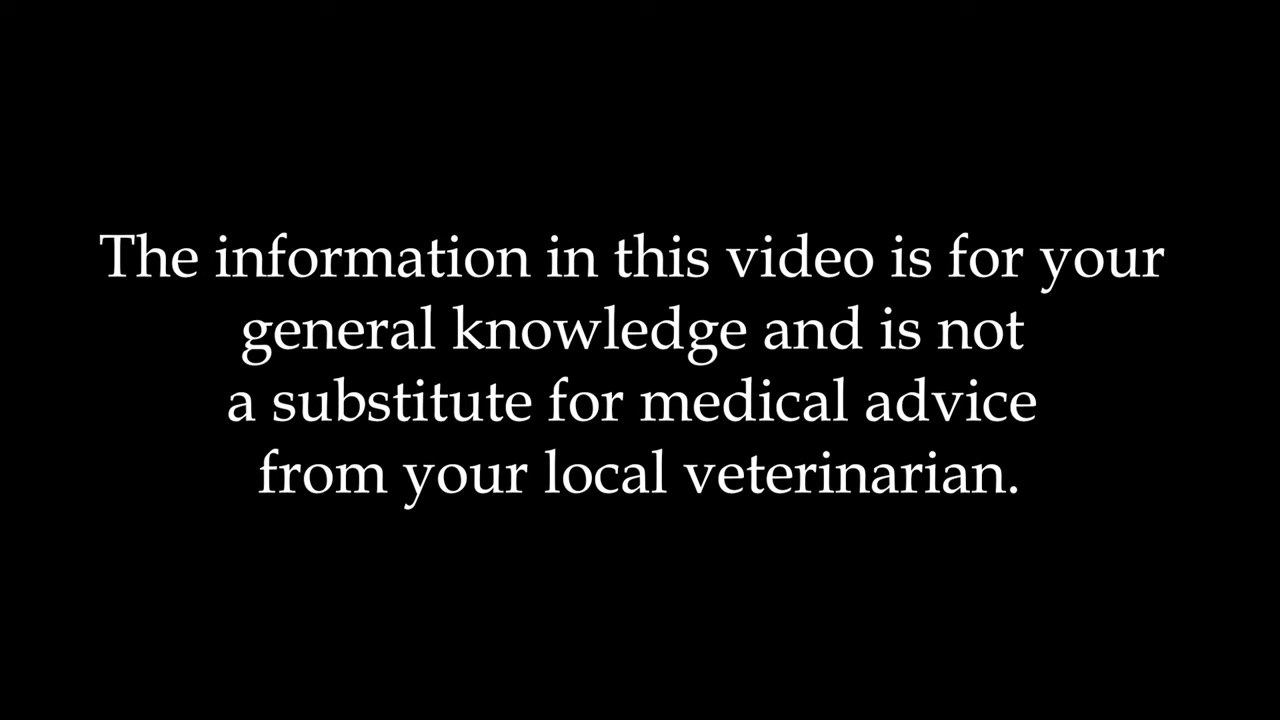 The information in this video is for your
general knowledge and is not
a substitute for medical advice
from your local veterinarian.